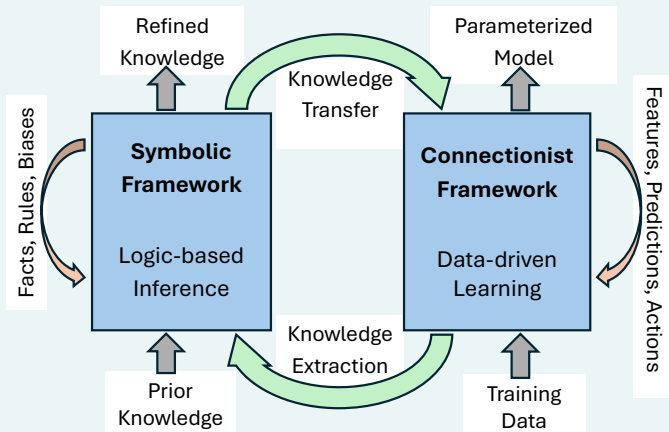 Refined
Knowledge
Knowledge
Transfer
Parameterized
Model
Facts, Rules, Biases
Symbolic
Framework
Logic-based
Inference
Connectionist
Framework
Data-driven
Learning
Features, Predictions, Actions
Knowledge
Extraction
Prior
Knowledge
Training
Data